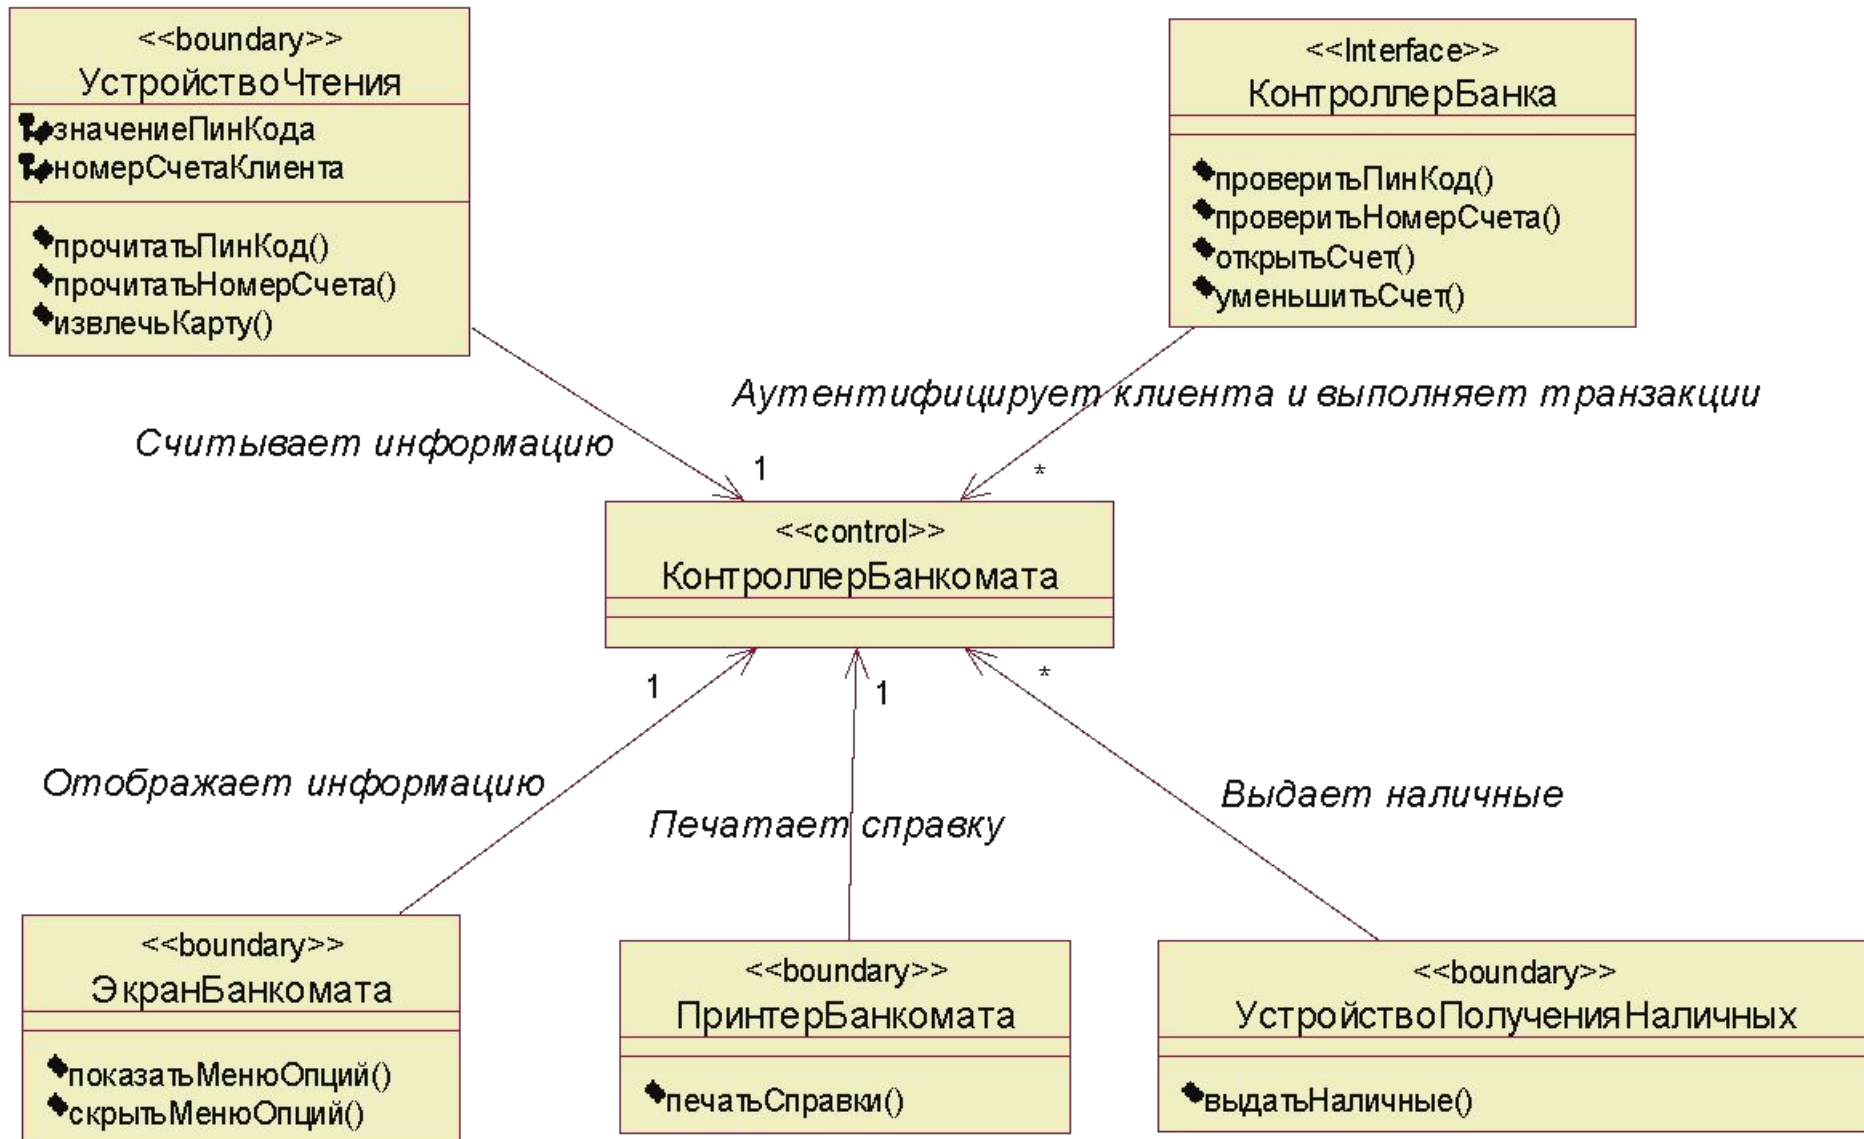 <<boundary>>
УстройствоЧтения
значениеПинКода
номерСчетаКлиента
прочитатьПинКод()
прочитатьНомерСчета()
извлечьКарту()
<<Interface>>
КонтроллерБанка
проверитьПинКод()
проверитьНомерСчета()
открытьСчет()
уменьшитьСчет()
Аутентифицирует клиента и выполняет транзакции
Считывает информацию
1
*
<<control>>
КонтроллерБанкомата
1
1
*
Отображает информацию
Печатает справку
Выдает наличные
<<boundary>>
ЭкранБанкомата
показатьМенюОпций()
скрытьМенюОпций()
<<boundary>>
ПринтерБанкомата
печатьСправки()
<<boundary>>
УстройствоПолученияНаличных
выдатьНаличные()